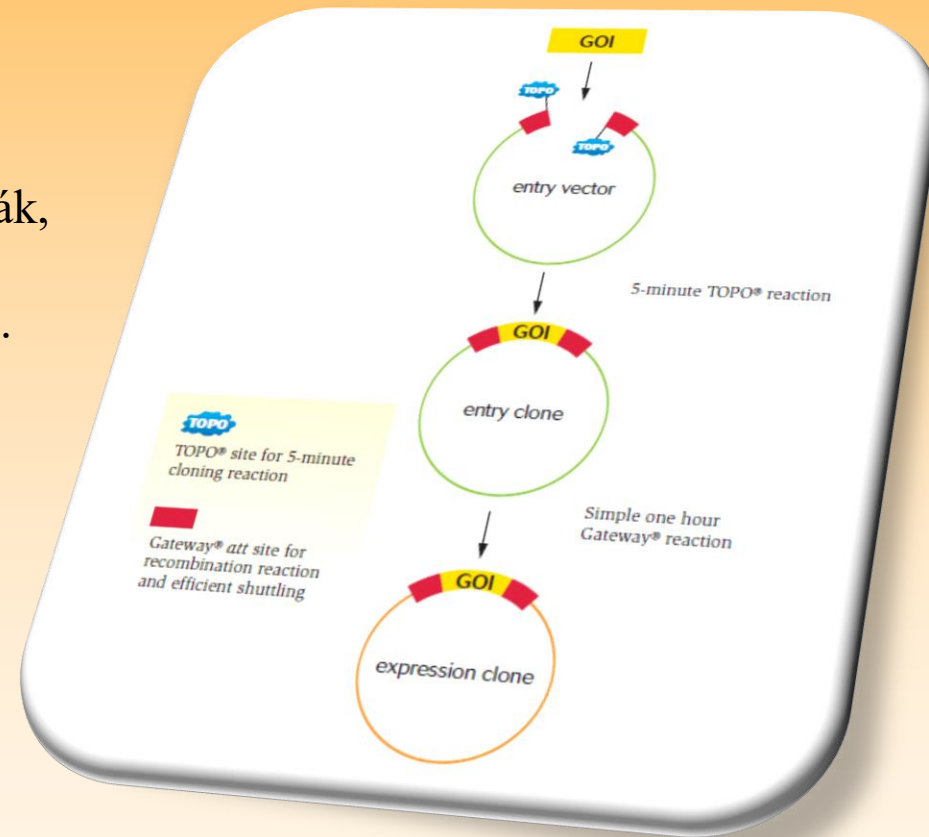 GOI
TOPO
TOPO
entry vector
ák,
5-minute TOPO® reaction
.
GOI
entry clone
TOPO
TOPO® site for 5-minute
cloning reaction
Simple one hour
Gateway® reaction
Gateway® att site for
recombination reaction
and efficient shuttling
GOI
expression clone